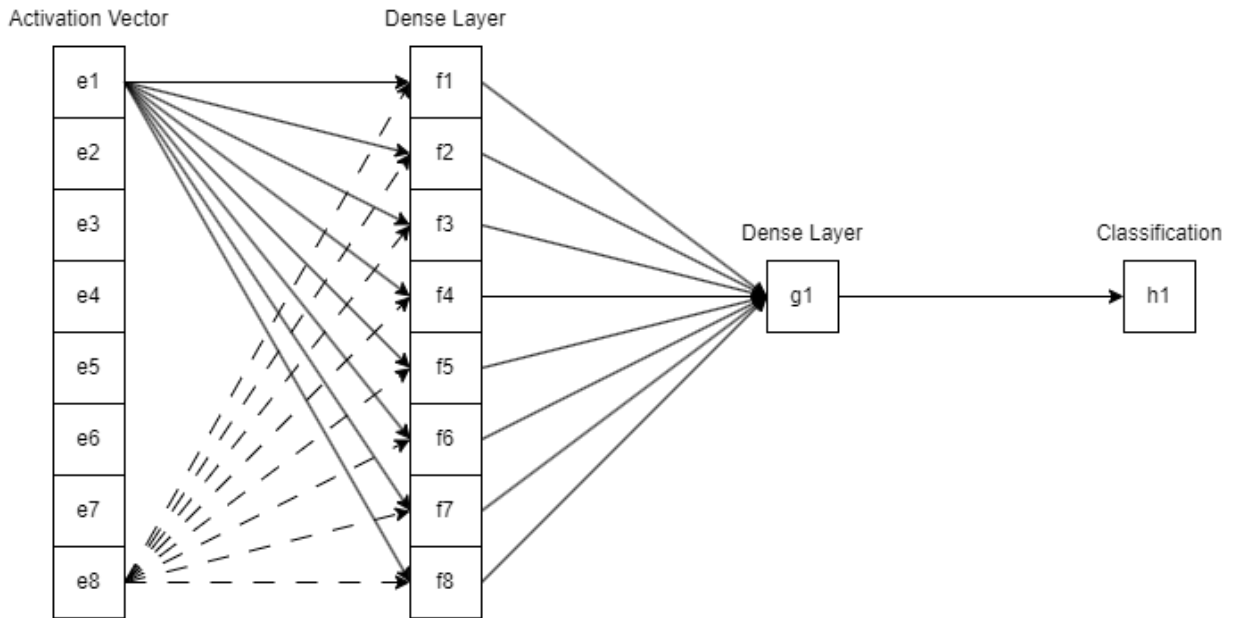 Activation Vector
e1
e2
e3
e4
e5
e6
e7
e8
Dense Layer
f1
f2
f3
f4
f5
f6
f7
f8
Dense Layer
g1
Classification
h1